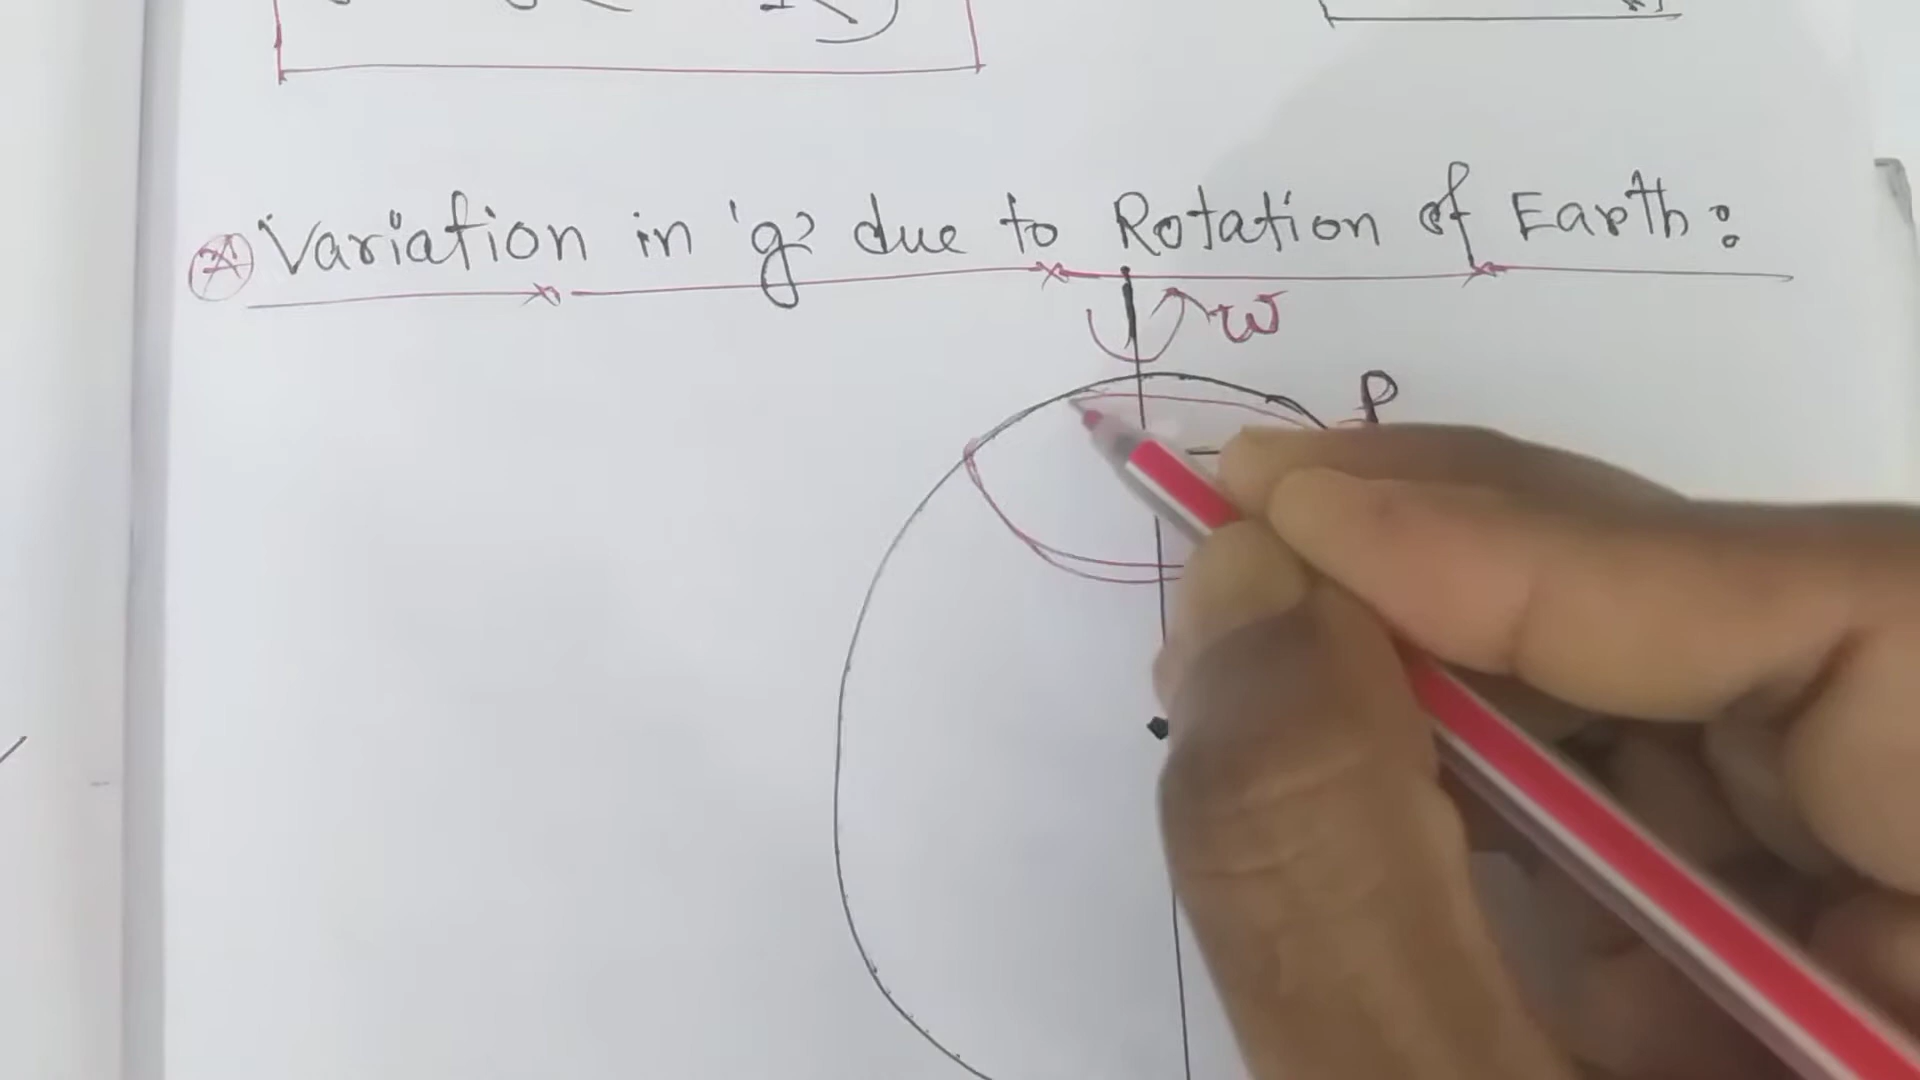 Variation in 'g' due to Rotation of Earth:
ω
P